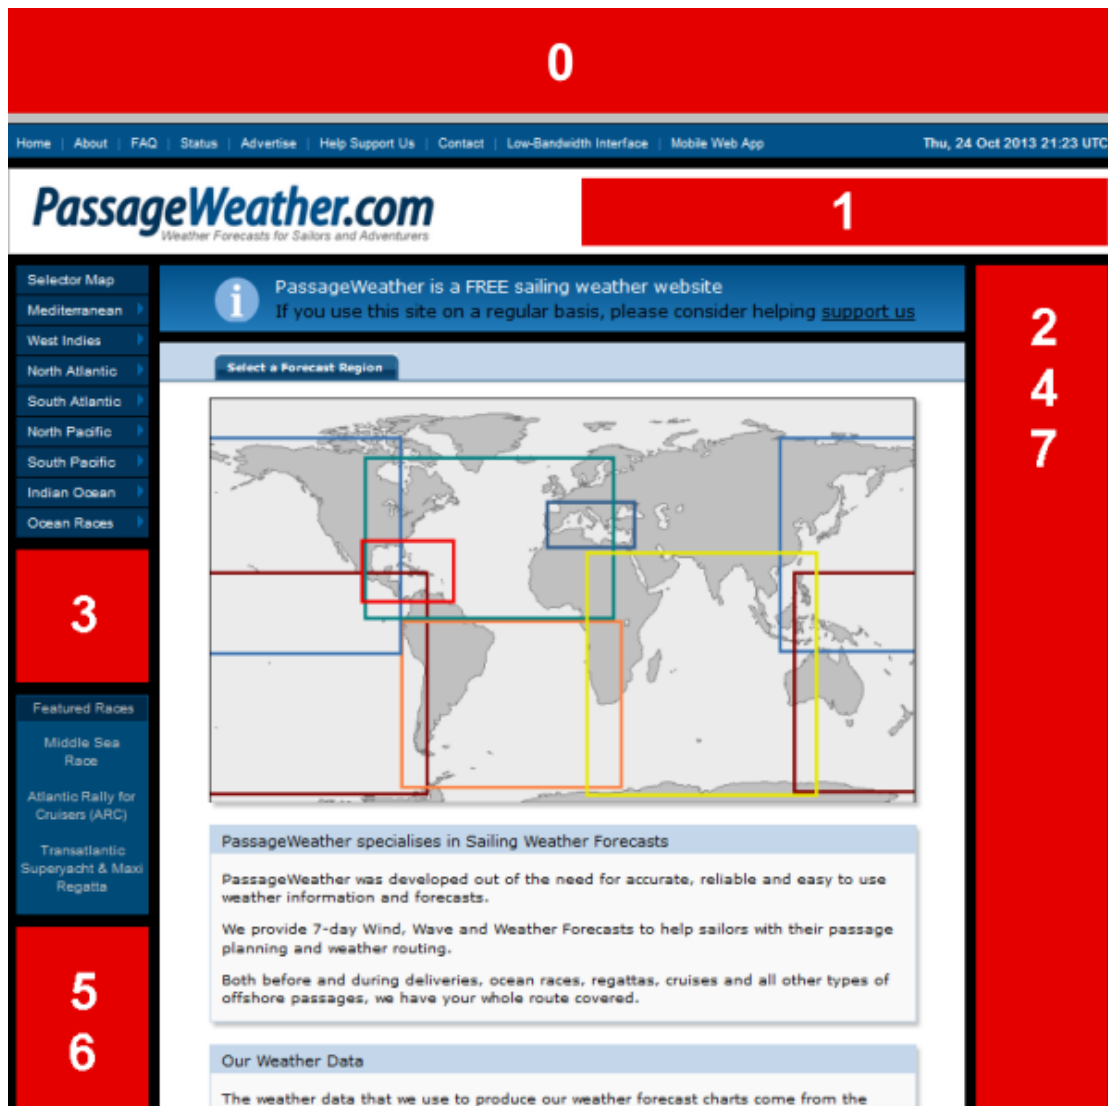 0
Home | About | FAQ | Status | Advertise | Help Support Us | Contact | Low-Bandwidth Interface | Mobile Web App Thu, 24 Oct 2013 21:23 UTC
PassageWeather.com
Weather Forecasts for Sailors and Adventurers
1
Selector Map
Mediterranean
West Indies
North Atlantic
South Atlantic
North Pacific
South Pacific
Indian Ocean
Ocean Races
3
Featured Races
Middle Sea
Race
Atlantic Rally for
Cruisers (ARC)
Transatlantic
Superyacht & Maxi
Regatta
5
6
PassageWeather is a FREE sailing weather website
If you use this site on a regular basis, please consider helping support us
Select a Forecast Region
PassageWeather specialises in Sailing Weather Forecasts
PassageWeather was developed out of the need for accurate, reliable and easy to use
weather information and forecasts.
We provide 7-day Wind, Wave and Weather Forecasts to help sailors with their passage
planning and weather routing.
Both before and during deliveries, ocean races, regattas, cruises and all other types of
offshore passages, we have your whole route covered.
Our Weather Data
The weather data that we use to produce our weather forecast charts come from the
2
4
7